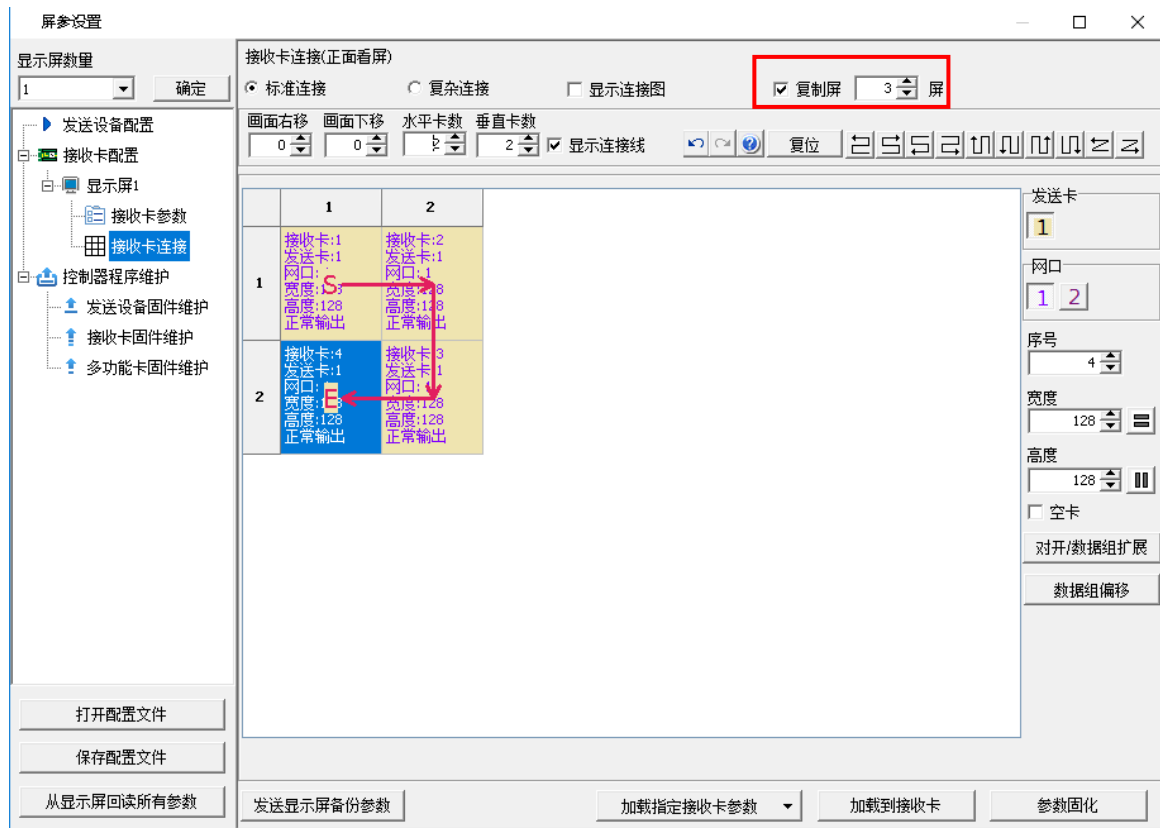 屏参设置
显示屏数量
1 确定
发送设备配置
接收卡配置
显示屏1
接收卡参数
接收卡连接
控制器程序维护
发送设备固件维护
接收卡固件维护
多功能卡固件维护
打开配置文件
保存配置文件
从显示屏回读所有参数
接收卡连接(正面看屏)
标准连接 复杂连接 显示连接图 复制屏 3 屏
画面右移 画面下移 水平卡数 垂直卡数
0 0 2 显示连接线 复位
1 2
1
接收卡:1
发送卡:1
网口:
S
高度:128
正常输出
接收卡:2
发送卡:1
网口:1
高度:128
正常输出
2
接收卡:4
发送卡:1
网口:
E
高度:128
正常输出
接收卡:3
发送卡:1
网口:
宽度:128
高度:128
正常输出
发送卡
1
网口
1 2
序号
4
宽度
128
高度
128
空卡
对开/数据组扩展
数据组偏移
发送显示屏备份参数 加载指定接收卡参数 加载到接收卡 参数固化